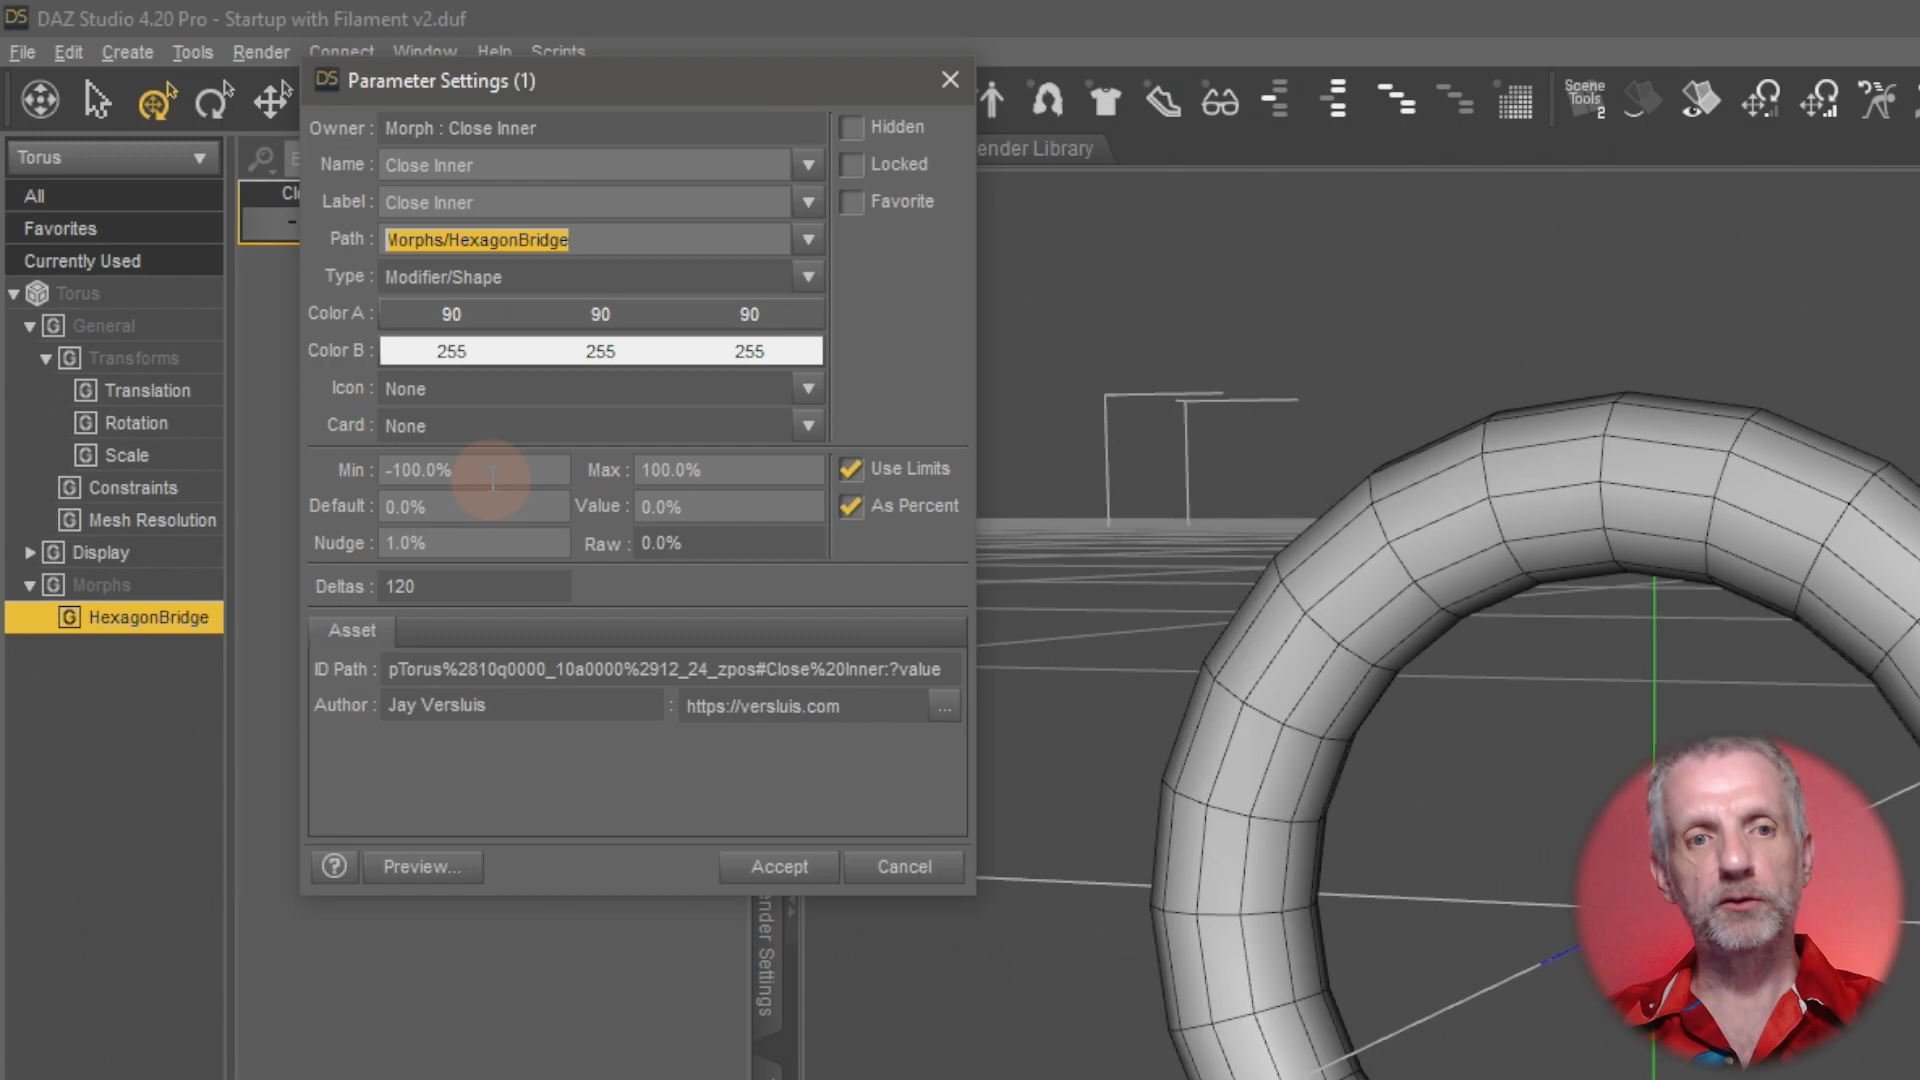 DS DAZ Studio 4.20 Pro - Startup with Filament v2.duf
File Edit Create Tools Render Connect Window Help Scripts
DS Parameter Settings (1)
Scene Tools 2
Owner : Morph : Close Inner
Hidden
Name : Close Inner
Locked
Label : Close Inner
Favorite
Path : Morphs/HexagonBridge
Type : Modifier/Shape
Color A : 90 90 90
Color B : 255 255 255
Icon : None
Card : None
Min : -100.0% Max : 100.0% Use Limits
Default : 0.0% Value : 0.0% As Percent
Nudge : 1.0% Raw : 0.0%
Deltas : 120
Asset
ID Path : pTorus%2810q0000_10a0000%2912_24_zpos#Close%20Inner:?value
Author : Jay Versluis : https://versluis.com ...
? Preview... Accept Cancel
Torus
All
Favorites
Currently Used
Torus
G General
G Transforms
G Translation
G Rotation
G Scale
G Constraints
G Mesh Resolution
G Display
G Morphs
G HexagonBridge
ender Library
nder Settings